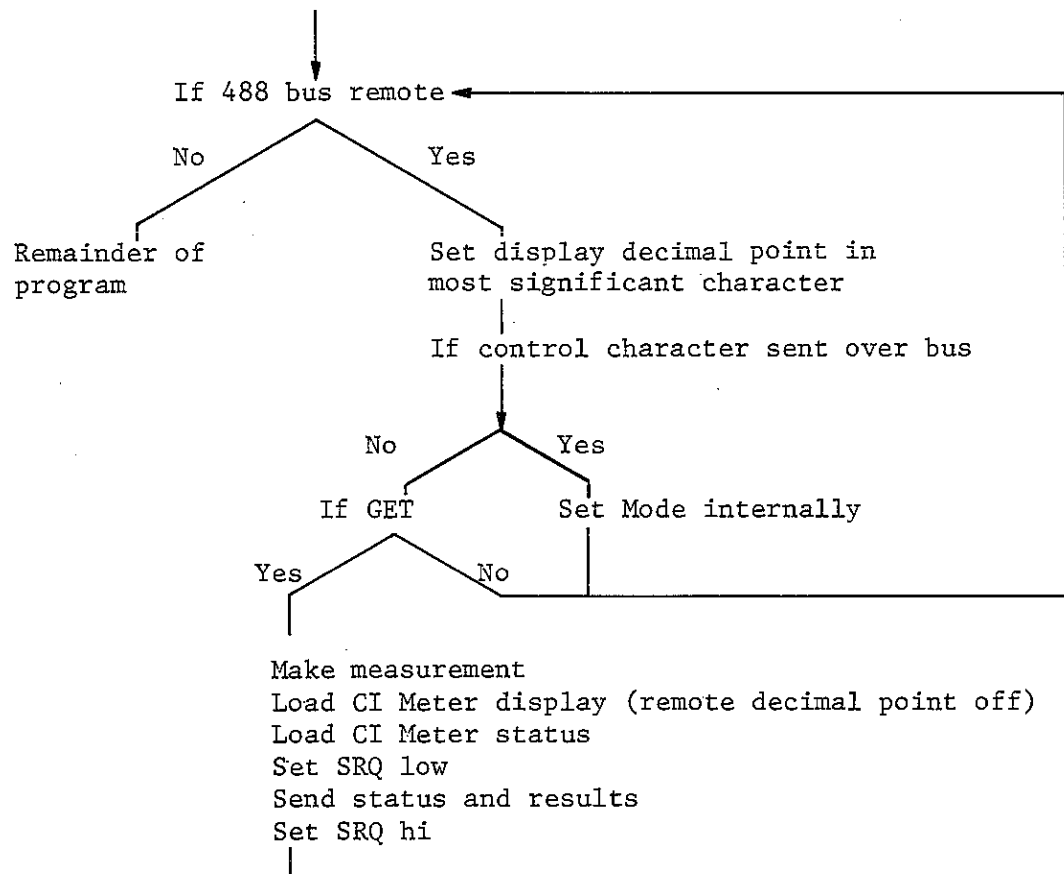 If 488 bus remote
No Yes
Remainder of
program
Set display decimal point in
most significant character
If control character sent over bus
No Yes
If GET
Set Mode internally
Yes No
Make measurement
Load CI Meter display (remote decimal point off)
Load CI Meter status
Set SRQ low
Send status and results
Set SRQ hi